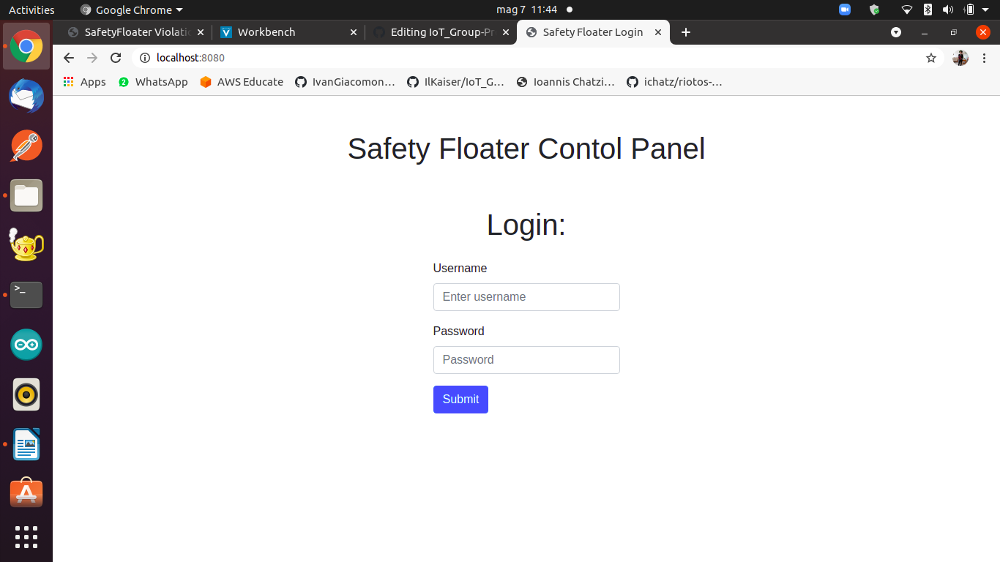 Activities Google Chrome mag 7 11:44
SafetyFloater Violatio Workbench Editing IoT_Group-Pr Safety Floater Login
localhost:8080
Apps 2 WhatsApp AWS Educate IvanGiacomon... IlKaiser/IoT_G... Ioannis Chatzi... ichatz/riotos-...
Safety Floater Contol Panel
Login:
Username
Enter username
Password
Password
Submit